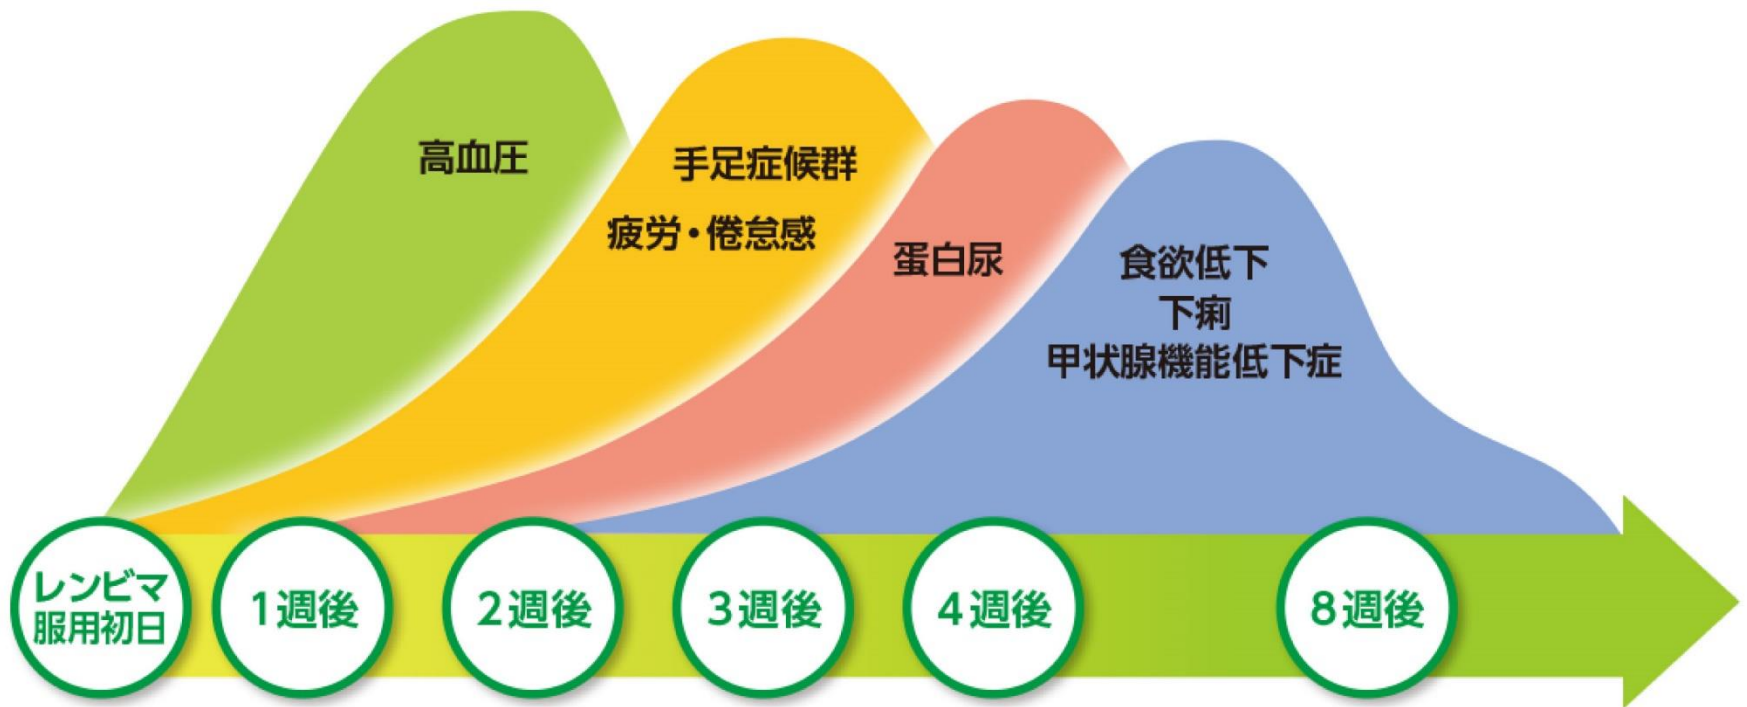 高血圧
手足症候群
疲労・倦怠感
蛋白尿
食欲低下
下痢
甲状腺機能低下症
レンビマ
服用初日
1週後
2週後
3週後
4週後
8週後